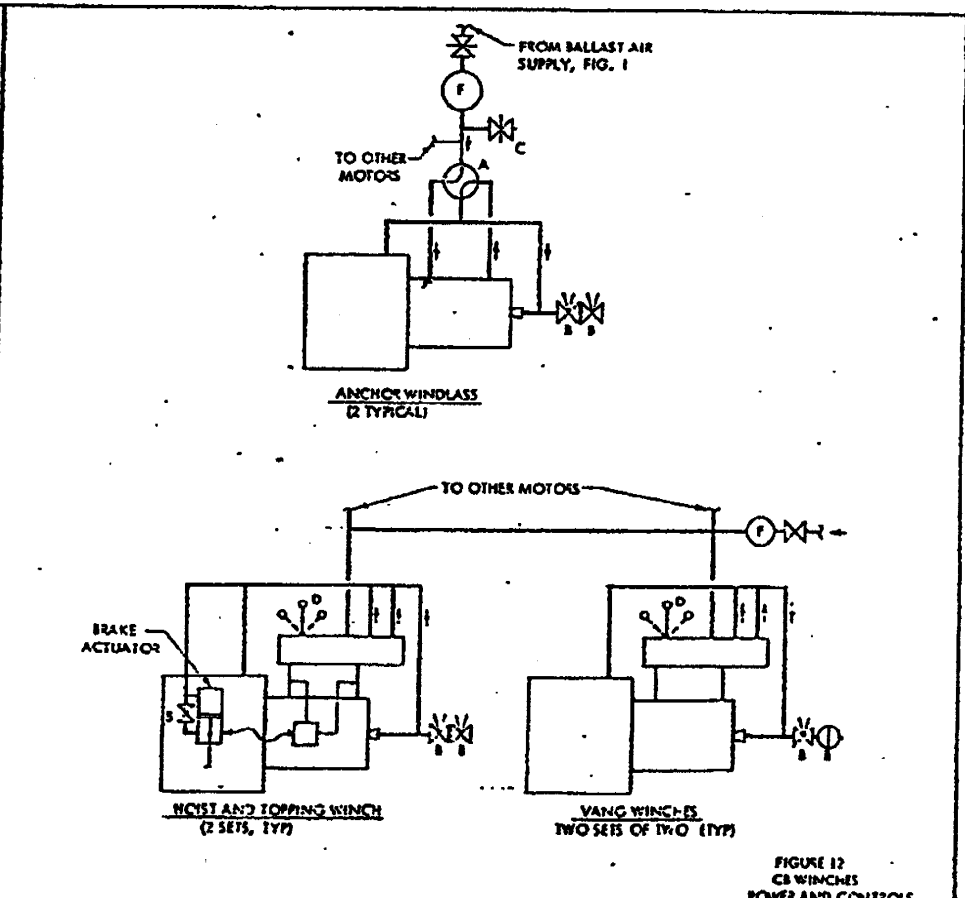 FROM BALLAST AIR
SUPPLY, FIG. 1
F
C
TO OTHER
MOTORS
A
B B
ANCHOR WINDLASS
(2 TYPICAL)
TO OTHER MOTORS
F
D
D
BRAKE
ACTUATOR
S
B B
B B
HOIST AND TOPPING WINCH
(2 SETS, TYP)
VANG WINCHES
TWO SETS OF TWO (TYP)
FIGURE 12
CB WINCHES
POWER AND CONTROLS